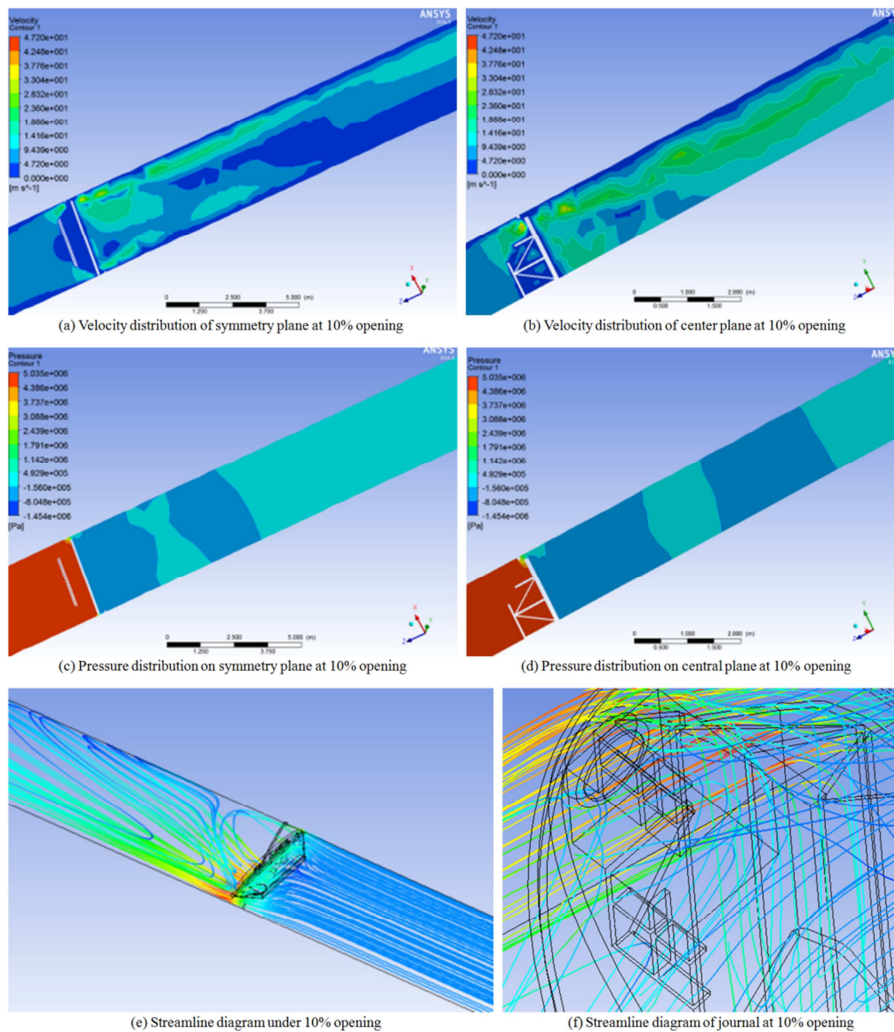 ANSYS
Velocity
Contour 1
4.720e+001
4.248e+001
3.776e+001
3.304e+001
2.832e+001
2.360e+001
1.888e+001
1.416e+001
9.440e+000
4.720e+000
0.000e+000
[m s^-1]
0 2.500 5.000 (m)
1.250 3.750
X
Y
Z
(a) Velocity distribution of symmetry plane at 10% opening
ANSYS
Velocity
Contour 1
4.720e+001
4.248e+001
3.776e+001
3.304e+001
2.832e+001
2.360e+001
1.888e+001
1.416e+001
9.440e+000
4.720e+000
0.000e+000
[m s^-1]
0 1.000 2.000 (m)
0.500 1.500
Y
Z
(b) Velocity distribution of center plane at 10% opening
ANSYS
Pressure
Contour 1
5.035e+006
4.386e+006
3.737e+006
3.088e+006
2.439e+006
1.791e+006
1.142e+006
4.929e+005
-1.560e+005
-8.048e+005
-1.454e+006
[Pa]
0 2.500 5.000 (m)
1.250 3.750
X
Y
Z
(c) Pressure distribution on symmetry plane at 10% opening
ANSYS
Pressure
Contour 1
5.035e+006
4.386e+006
3.737e+006
3.088e+006
2.439e+006
1.791e+006
1.142e+006
4.929e+005
-1.560e+005
-8.048e+005
-1.454e+006
[Pa]
0 1.000 2.000 (m)
0.500 1.500
Y
Z
(d) Pressure distribution on central plane at 10% opening
(e) Streamline diagram under 10% opening
(f) Streamline diagram of journal at 10% opening